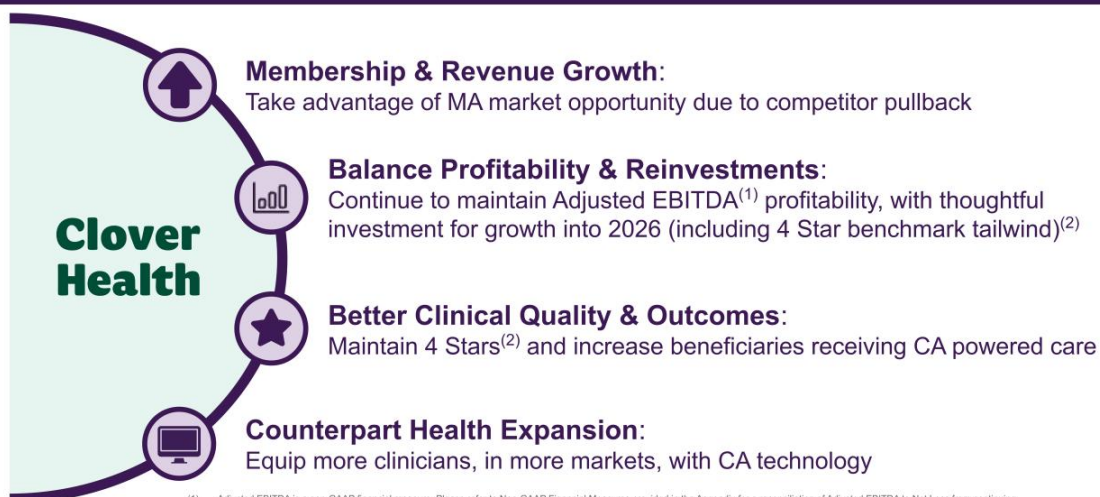 Clover
Health
Membership & Revenue Growth:
Take advantage of MA market opportunity due to competitor pullback
Balance Profitability & Reinvestments:
Continue to maintain Adjusted EBITDA(1) profitability, with thoughtful
investment for growth into 2026 (including 4 Star benchmark tailwind)(2)
Better Clinical Quality & Outcomes:
Maintain 4 Stars(2) and increase beneficiaries receiving CA powered care
Counterpart Health Expansion:
Equip more clinicians, in more markets, with CA technology